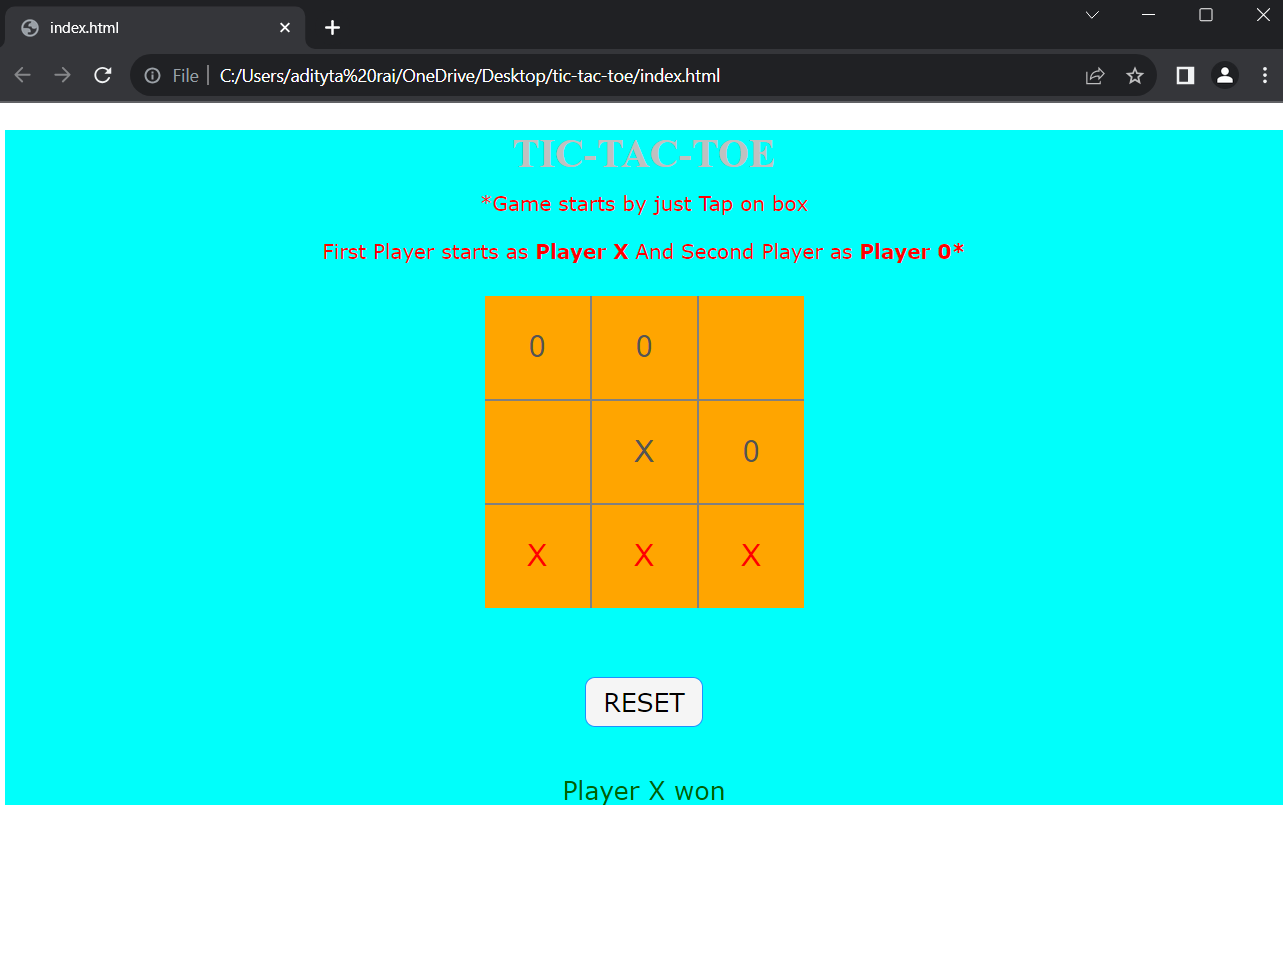 index.html
File | C:/Users/adityta%20rai/OneDrive/Desktop/tic-tac-toe/index.html
TIC-TAC-TOE
*Game starts by just Tap on box
First Player starts as Player X And Second Player as Player 0*
0 0
X 0
X X X
RESET
Player X won